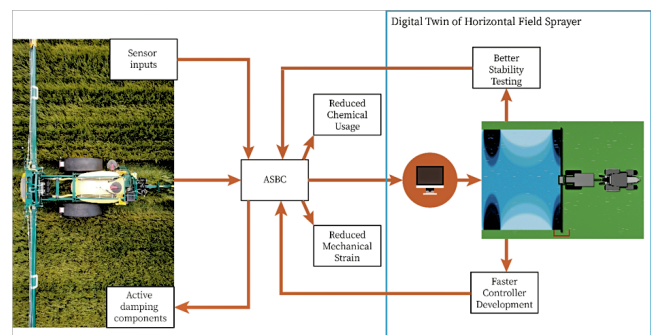 Digital Twin of Horizontal Field Sprayer
Sensor
inputs
Better
Stability
Testing
Reduced
Chemical
Usage
ASBC
Reduced
Mechanical
Strain
Active
damping
components
Faster
Controller
Development